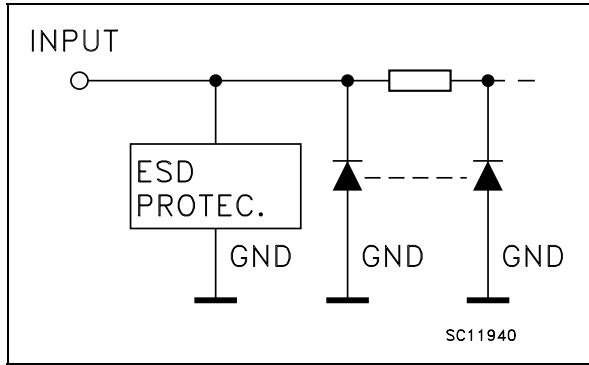 INPUT
ESD
PROTEC.
GND
GND
GND
SC11940